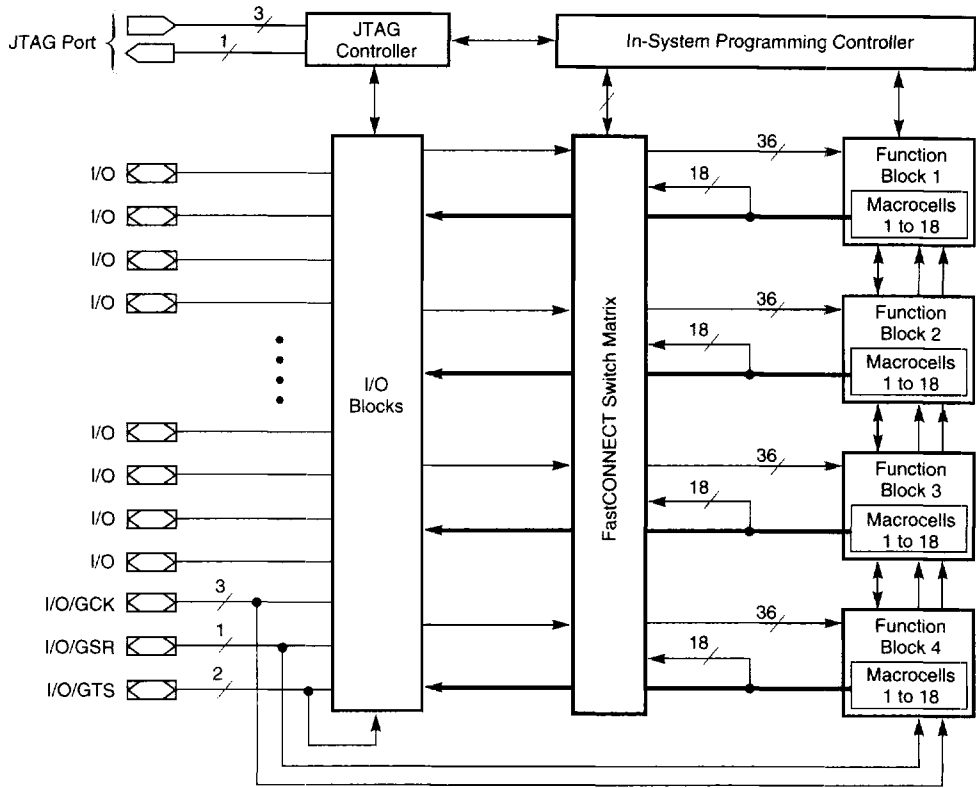 JTAG Port
3
1
JTAG
Controller
In-System Programming Controller
I/O
I/O
I/O
I/O
I/O
I/O
I/O
I/O
I/O/GCK
3
I/O/GSR
1
I/O/GTS
2
I/O
Blocks
FastCONNECT Switch Matrix
36
18
Function
Block 1
Macrocells
1 to 18
36
18
Function
Block 2
Macrocells
1 to 18
36
18
Function
Block 3
Macrocells
1 to 18
36
18
Function
Block 4
Macrocells
1 to 18